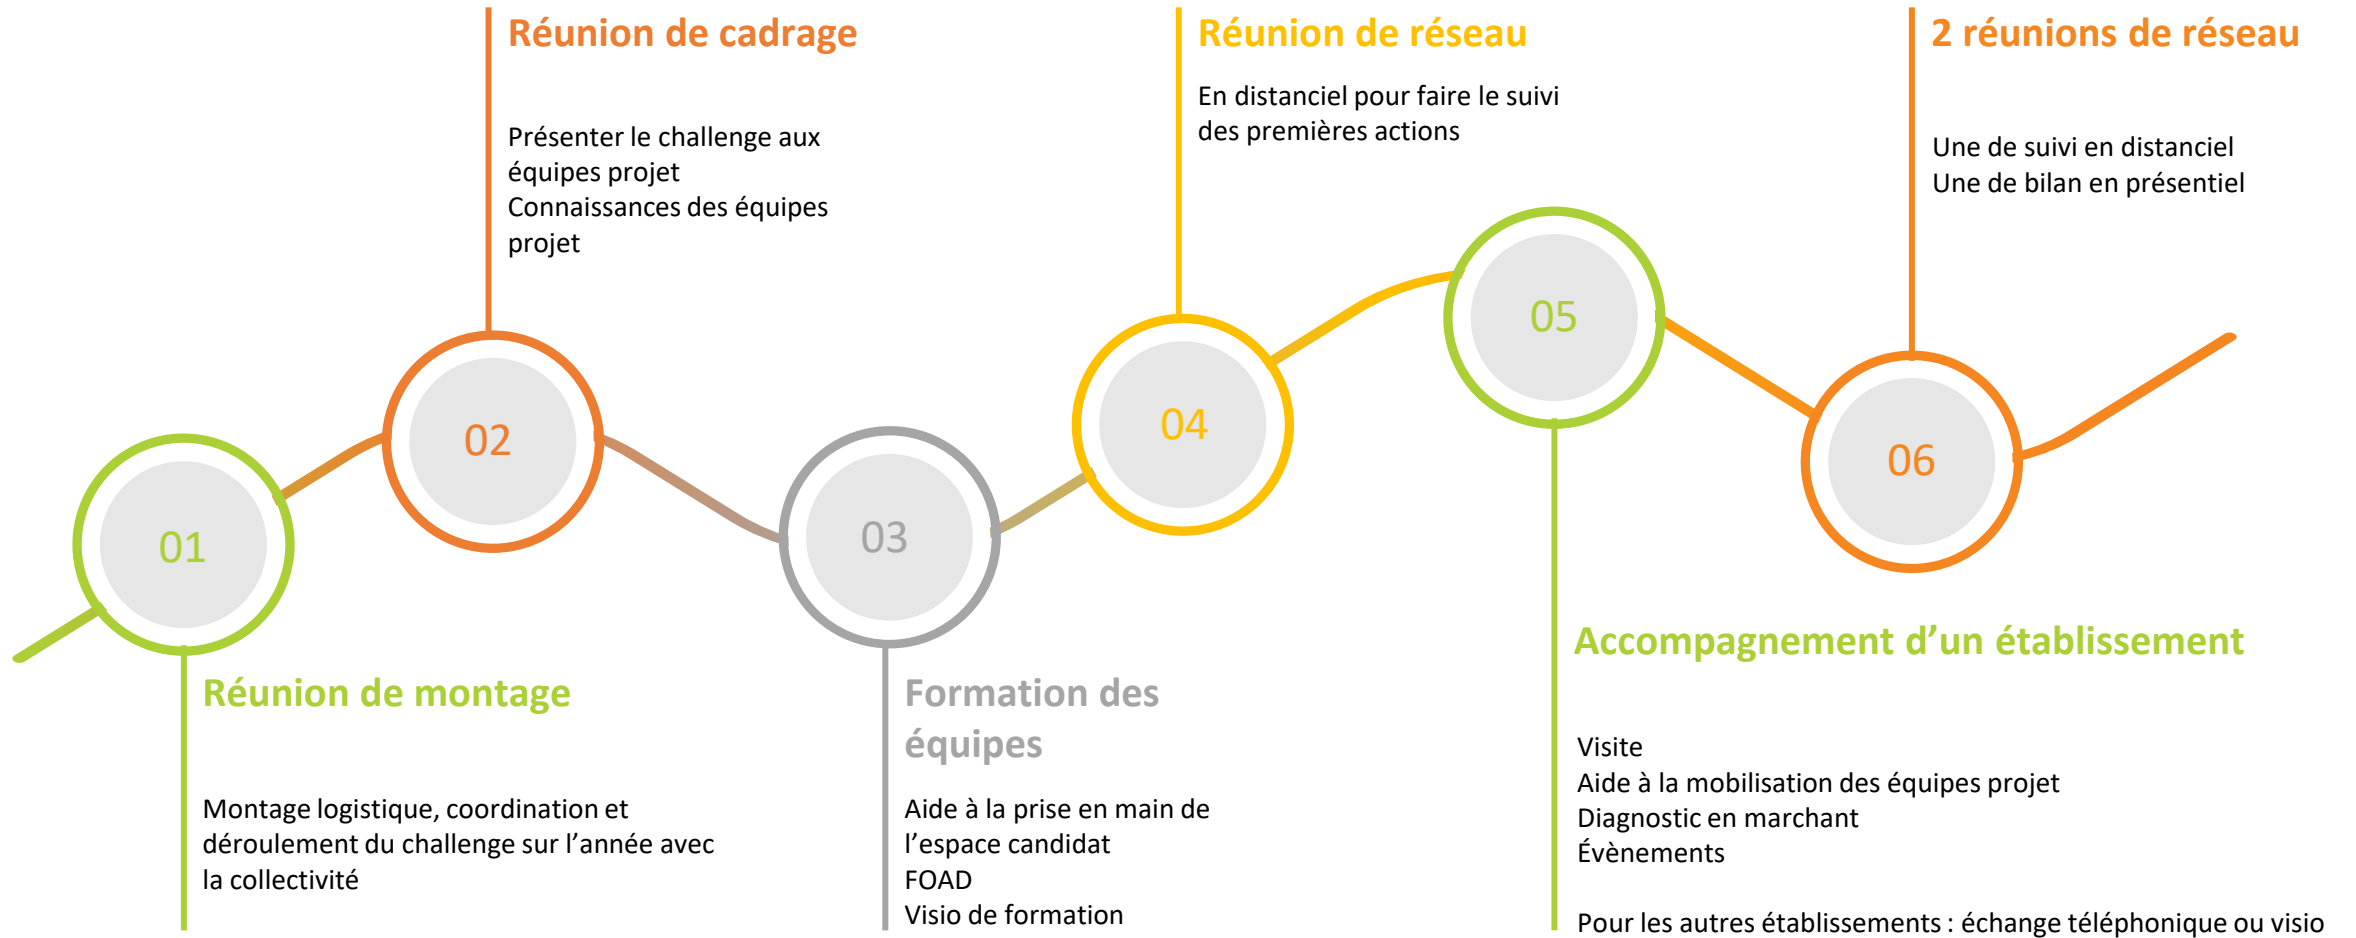 01
Réunion de montage
Montage logistique, coordination et
déroulement du challenge sur l’année avec
la collectivité
02
Réunion de cadrage
Présenter le challenge aux
équipes projet
Connaissances des équipes
projet
03
Formation des
équipes
Aide à la prise en main de
l’espace candidat
FOAD
Visio de formation
04
Réunion de réseau
En distanciel pour faire le suivi
des premières actions
05
Accompagnement d’un établissement
Visite
Aide à la mobilisation des équipes projet
Diagnostic en marchant
Évènements
Pour les autres établissements : échange téléphonique ou visio
06
2 réunions de réseau
Une de suivi en distanciel
Une de bilan en présentiel